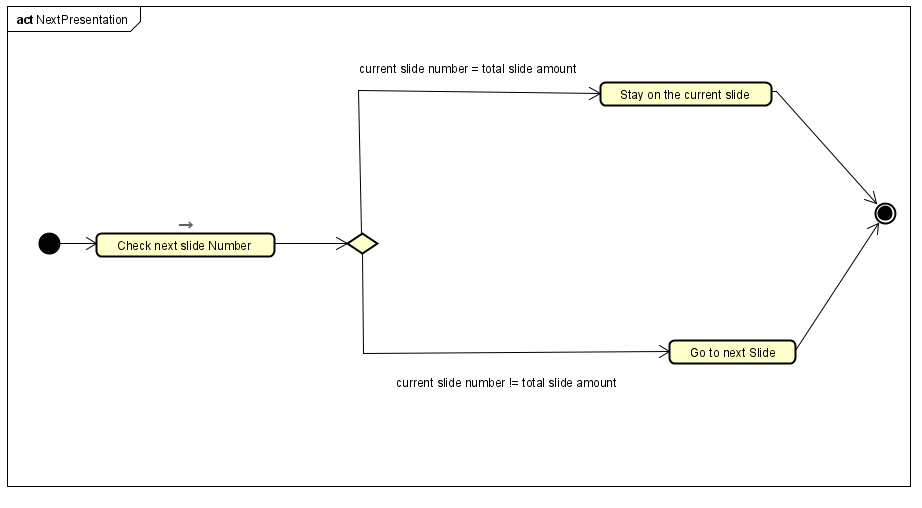 act NextPresentation
current slide number = total slide amount
Stay on the current slide
Check next slide Number
Go to next Slide
current slide number != total slide amount